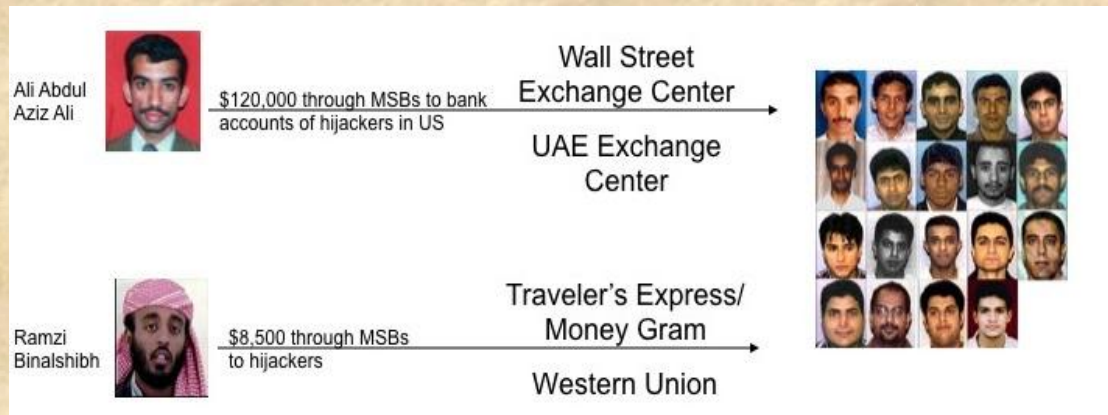 Ali Abdul
Aziz Ali
$120,000 through MSBs to bank
accounts of hijackers in US
Wall Street
Exchange Center
UAE Exchange
Center
Ramzi
Binalshibh
$8,500 through MSBs
to hijackers
Traveler's Express/
Money Gram
Western Union